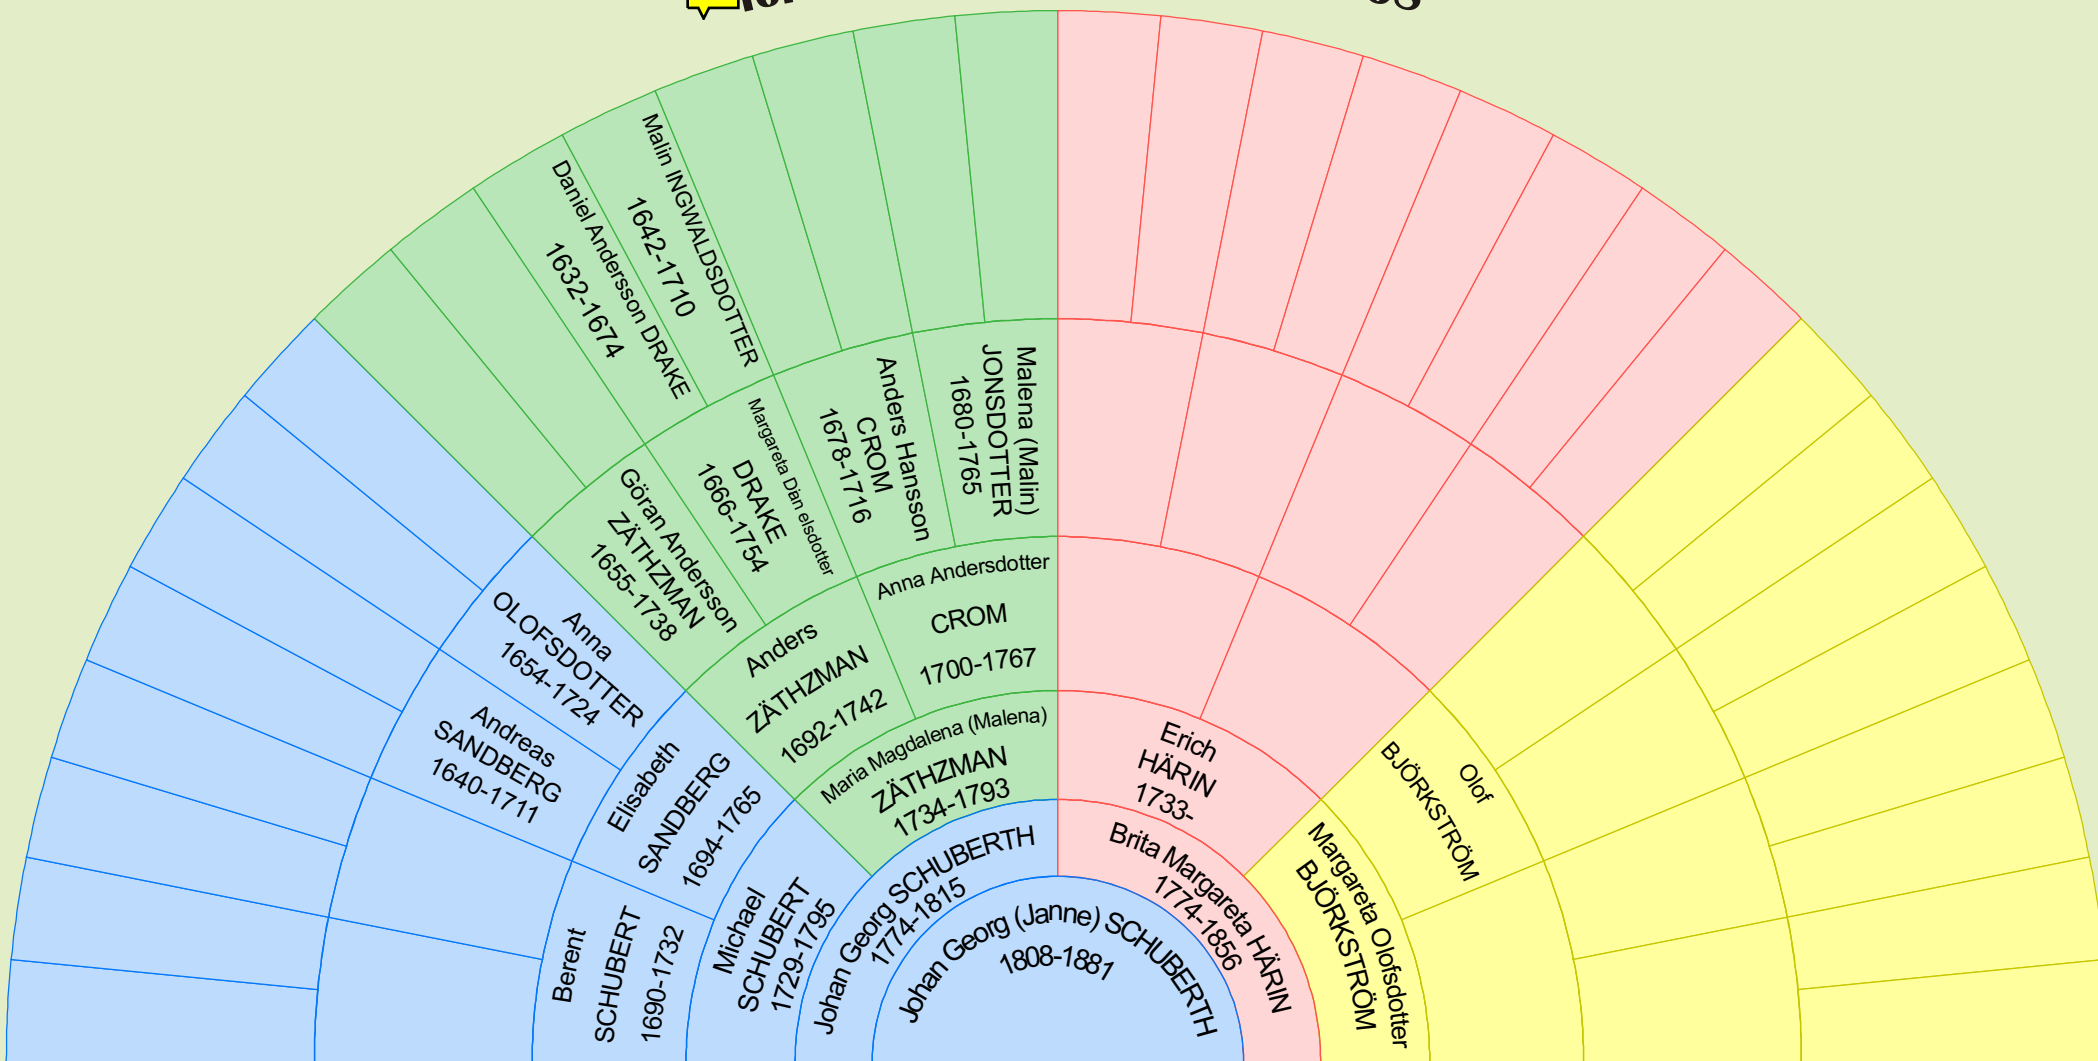 Malin INGWALDSDOTTER
1642-1710
Daniel Andersson DRAKE
1632-1674
Malena (Malin)
JONSDOTTER
1680-1765
Anders Hansson
CROM
1678-1716
Margareta Dan elsdotter
DRAKE
1666-1754
Göran Andersson
ZÄTHZMAN
1655-1738
Anna
OLOFSDOTTER
1654-1724
Andreas
SANDBERG
1640-1711
Anna Andersdotter
CROM
1700-1767
Anders
ZÄTHZMAN
1692-1742
Elisabeth
SANDBERG
1694-1765
Berent
SCHUBERT
1690-1732
Olof
BJÖRKSTRÖM
Maria Magdalena (Malena)
ZÄTHZMAN
1734-1793
Erich
HÄRIN
1733-
Michael
SCHUBERT
1729-1795
Margareta Olofsdotter
BJÖRKSTRÖM
Johan Georg SCHUBERTH
1774-1815
Brita Margareta HÄRIN
1774-1856
Johan Georg (Janne) SCHUBERTH
1808-1881